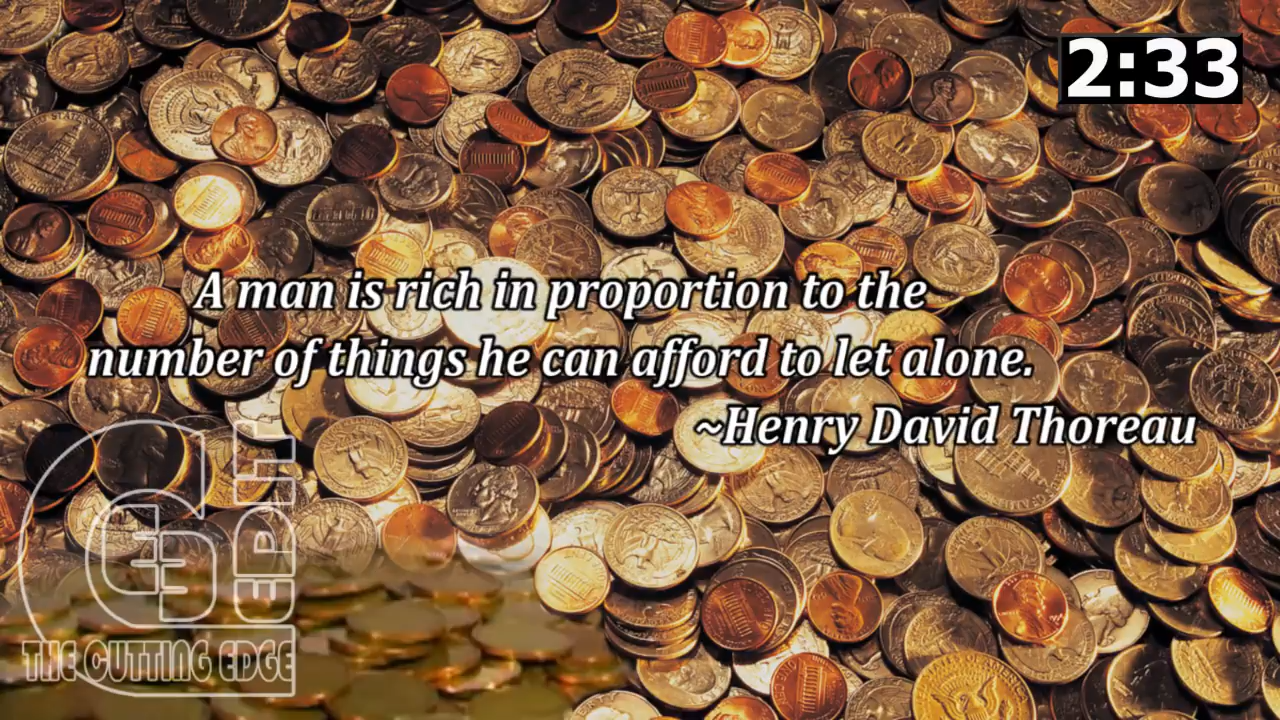 2:33
A man is rich in proportion to the
number of things he can afford to let alone.
~Henry David Thoreau
EDIT
THE CUTTING EDGE